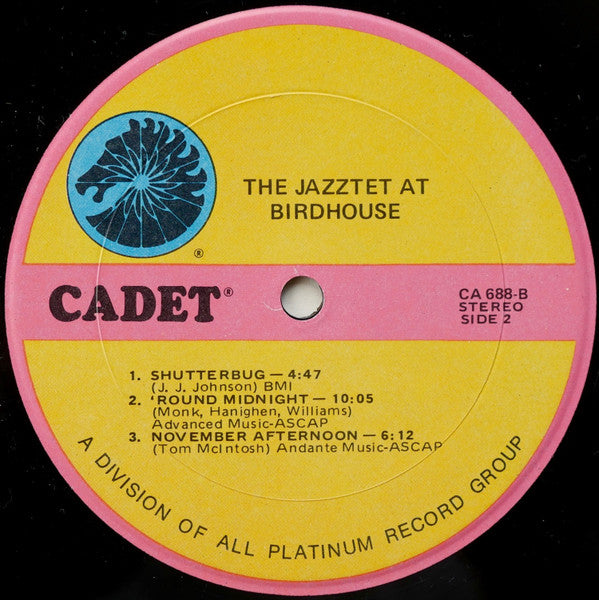 THE JAZZTET AT
BIRDHOUSE
®
CADET®
CA 688-B
STEREO
SIDE 2
1. SHUTTERBUG — 4:47
(J. J. Johnson) BMI
2. 'ROUND MIDNIGHT — 10:05
(Monk, Hanighen, Williams)
Advanced Music-ASCAP
3. NOVEMBER AFTERNOON — 6:12
(Tom McIntosh) Andante Music-ASCAP
A DIVISION OF ALL PLATINUM RECORD GROUP